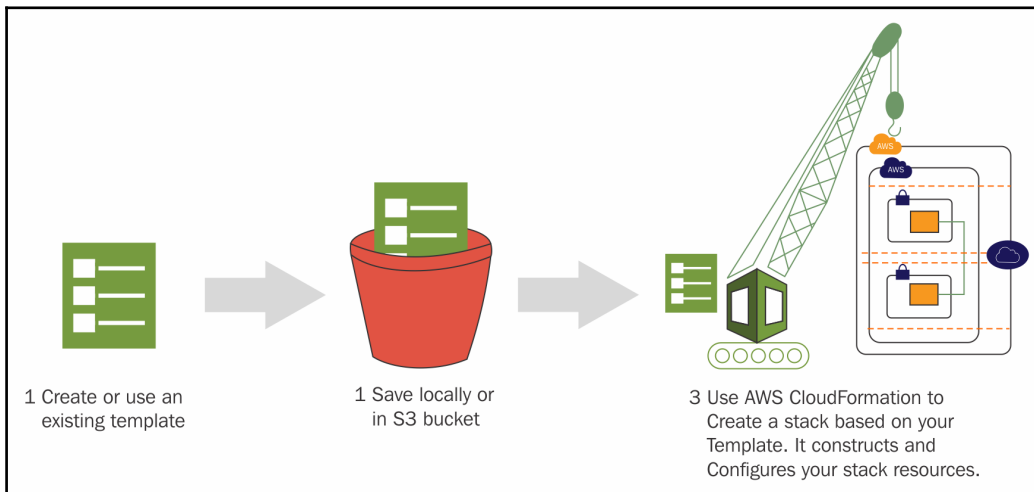 AWS
AWS
1 Create or use an
existing template
1 Save locally or
in S3 bucket
3 Use AWS CloudFormation to
Create a stack based on your
Template. It constructs and
Configures your stack resources.